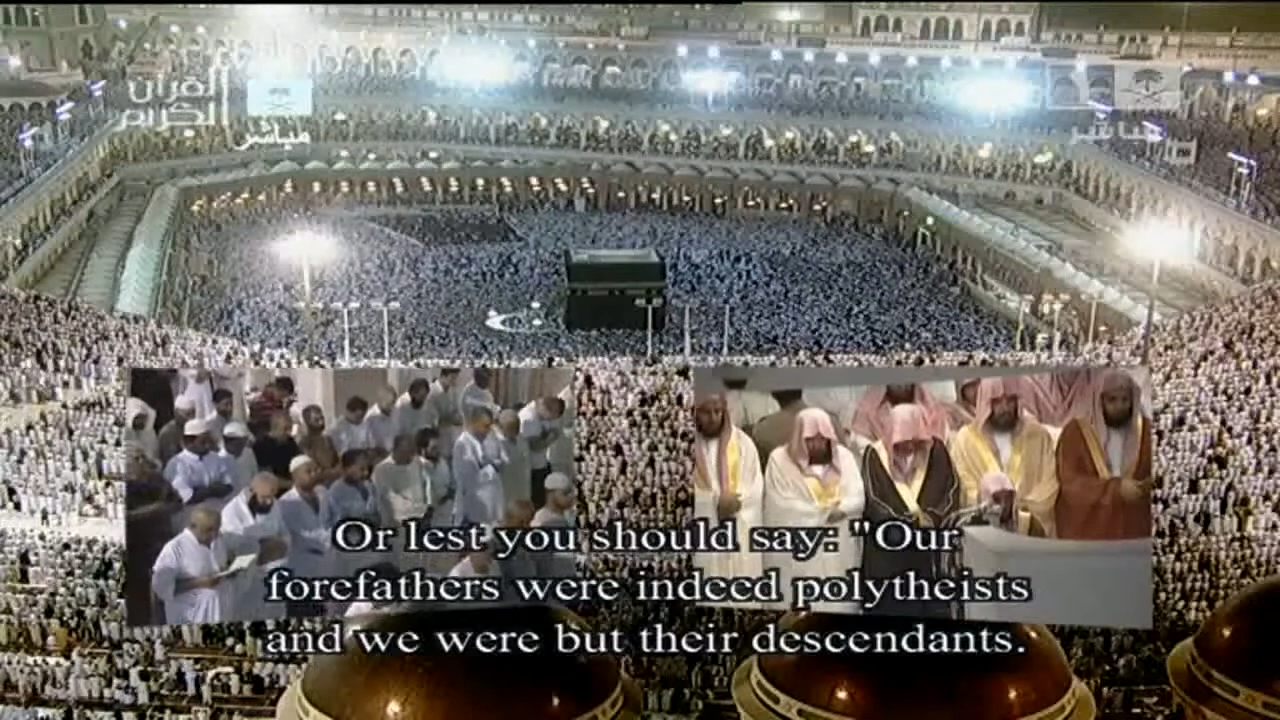 القرآن
الكريم
مباشر
مباشر
Or lest you should say: "Our
forefathers were indeed polytheists
and we were but their descendants.